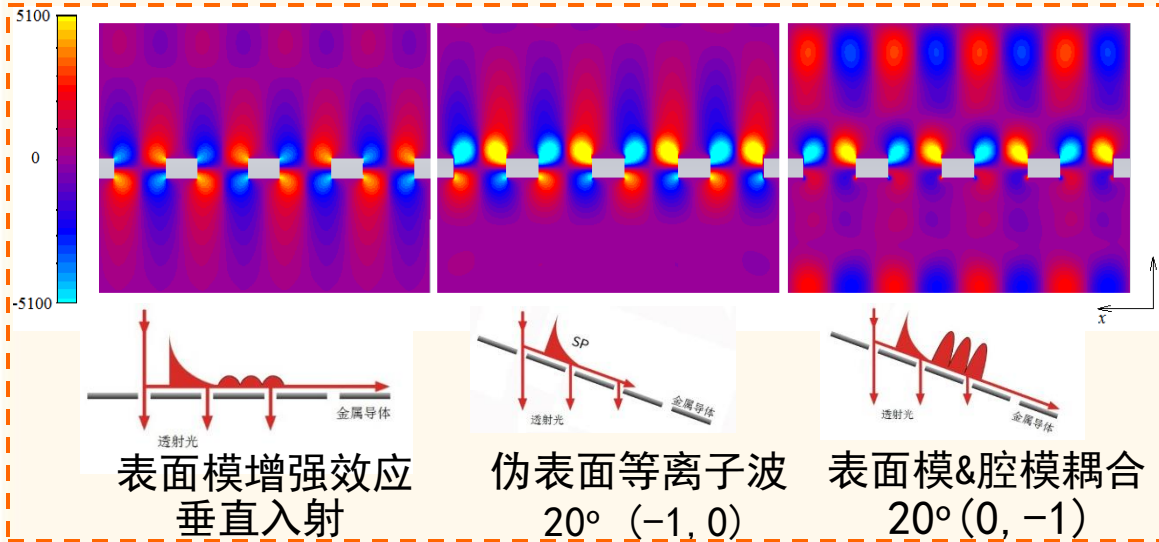 5100
0
-5100
x
金属导体
透射光
SP
金属导体
透射光
金属导体
透射光
表面模增强效应
垂直入射
伪表面等离子波
20° (-1,0)
表面模&腔模耦合
20°(0,-1)